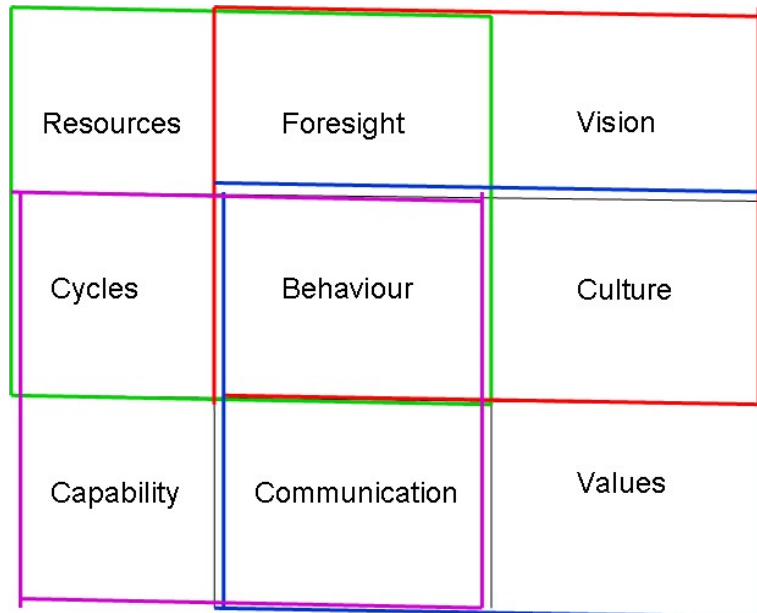 Resources Foresight Vision
Cycles Behaviour Culture
Capability Communication Values